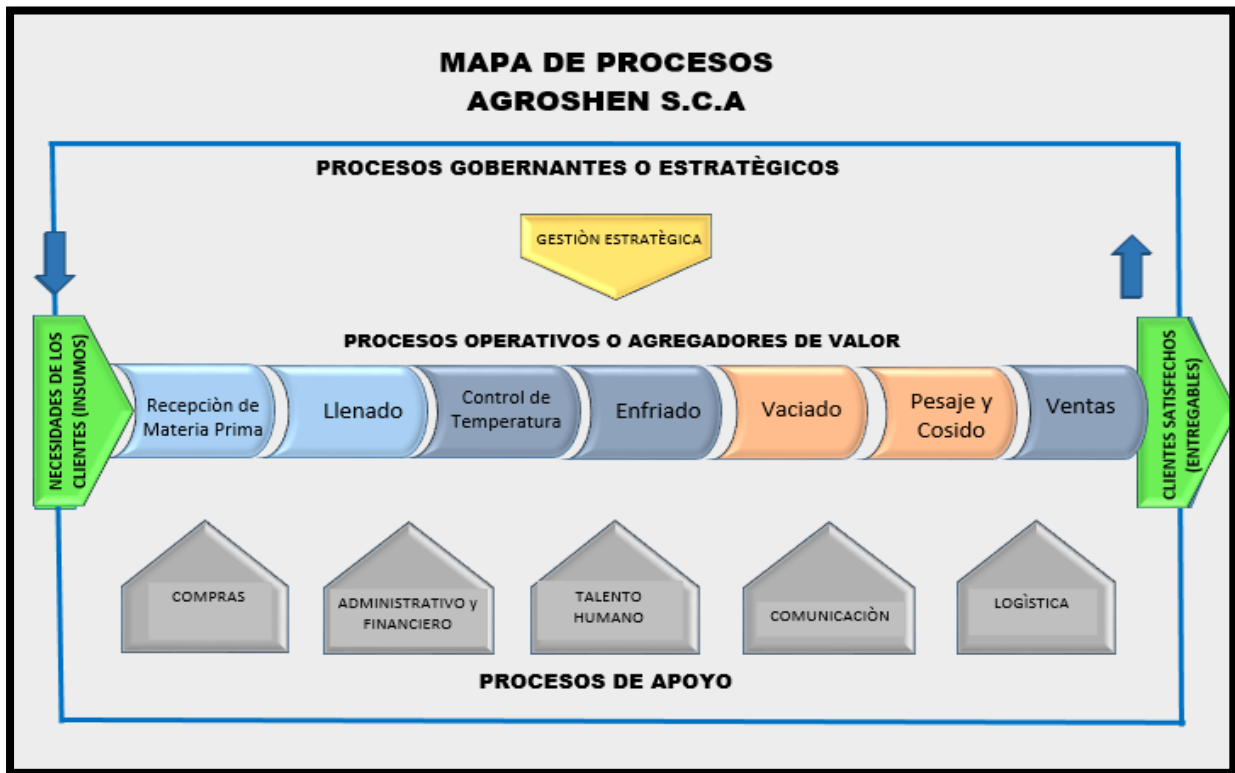 MAPA DE PROCESOS
AGROSHEN S.C.A
PROCESOS GOBERNANTES O ESTRATÈGICOS
GESTIÒN ESTRATÈGICA
PROCESOS OPERATIVOS O AGREGADORES DE VALOR
NECESIDADES DE LOS
CLIENTES (INSUMOS)
Recepciòn de
Materia Prima
Llenado
Control de
Temperatura
Enfriado
Vaciado
Pesaje y
Cosido
Ventas
CLIENTES SATISFECHOS
(ENTREGABLES)
COMPRAS
ADMINISTRATIVO y
FINANCIERO
TALENTO
HUMANO
COMUNICACIÒN
LOGÌSTICA
PROCESOS DE APOYO